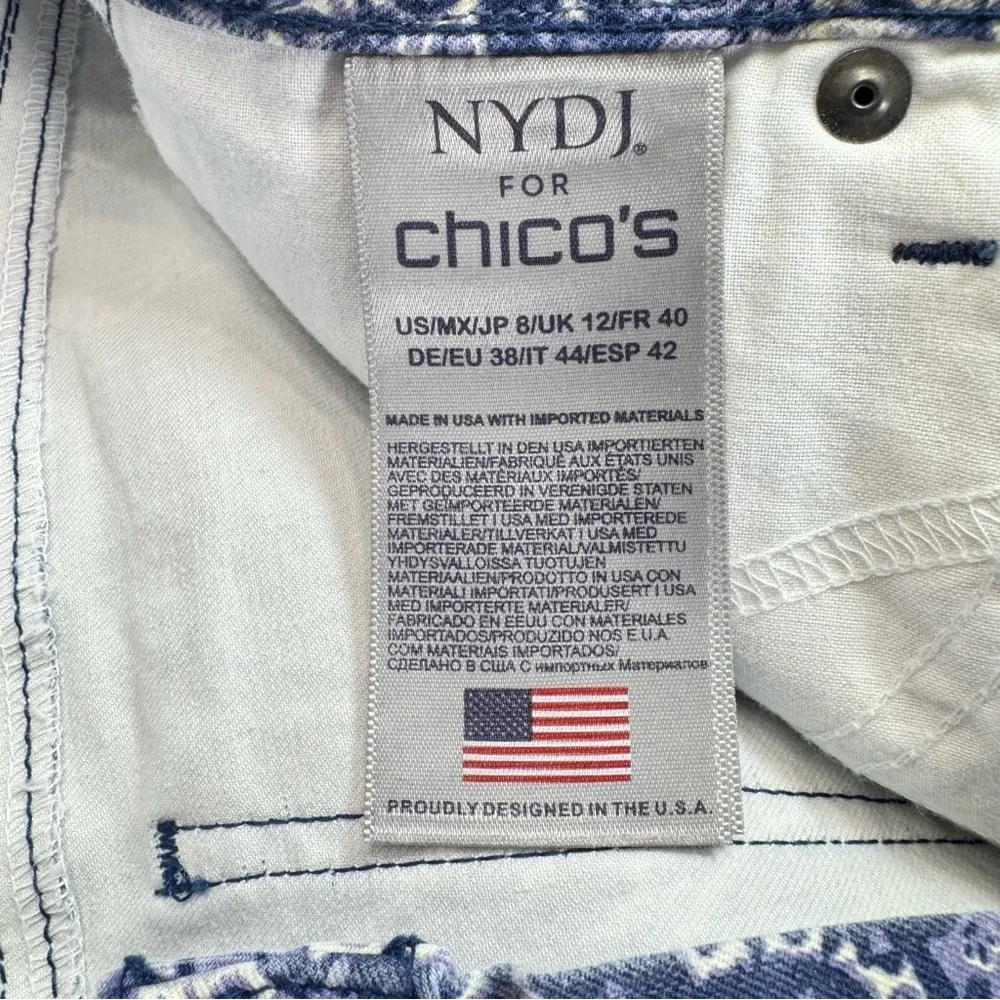 NYDJ®
FOR
chico's
US/MX/JP 8/UK 12/FR 40
DE/EU 38/IT 44/ESP 42
MADE IN USA WITH IMPORTED MATERIALS
HERGESTELLT IN DEN USA IMPORTIERTEN
MATERIALIEN/FABRIQUÉ AUX ÉTATS UNIS
AVEC DES MATÉRIAUX IMPORTÉS/
GEPRODUCEERD IN VERENIGDE STATEN
MET GEÏMPORTEERDE MATERIALEN/
FREMSTILLET I USA MED IMPORTEREDE
MATERIALER/TILLVERKAT I USA MED
IMPORTERADE MATERIAL/VALMISTETTU
YHDYSVALLOISSA TUOTUJEN
MATERIAALIEN/PRODOTTO IN USA CON
MATERIALI IMPORTATI/PRODUSERT I USA
MED IMPORTERTE MATERIALER/
FABRICADO EN EEUU CON MATERIALES
IMPORTADOS/PRODUZIDO NOS E.U.A.
COM MATERIAIS IMPORTADOS/
СДЕЛАНО В США С импортных Материалов
PROUDLY DESIGNED IN THE U.S.A.